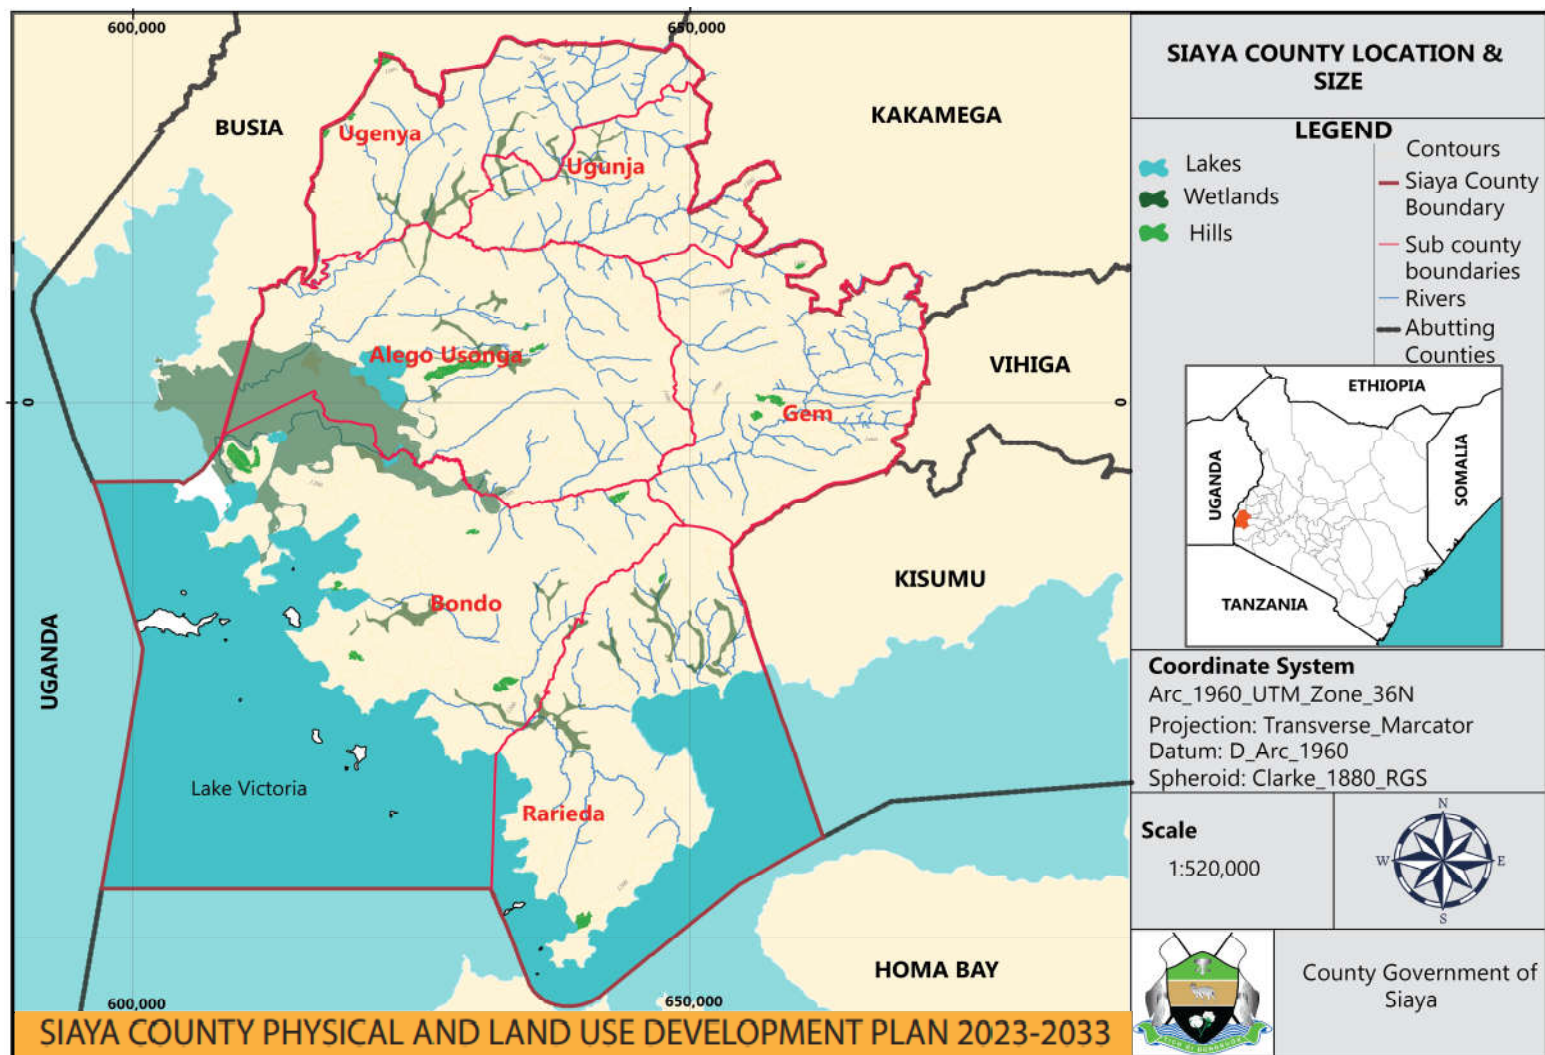 600,000
650,000
BUSIA
KAKAMEGA
Ugenya
Ugunja
Alego Usonga
VIHIGA
0
0
Gem
KISUMU
Bondo
UGANDA
Lake Victoria
Rarieda
HOMA BAY
600,000
650,000
SIAYA COUNTY PHYSICAL AND LAND USE DEVELOPMENT PLAN 2023-2033
SIAYA COUNTY LOCATION &
SIZE
LEGEND
Lakes
Wetlands
Hills
Contours
Siaya County
Boundary
Sub county
boundaries
Rivers
Abutting
Counties
ETHIOPIA
UGANDA
SOMALIA
TANZANIA
Coordinate System
Arc_1960_UTM_Zone_36N
Projection: Transverse_Marcator
Datum: D_Arc_1960
Spheroid: Clarke_1880_RGS
Scale
1:520,000
N
W
E
S
County Government of
Siaya